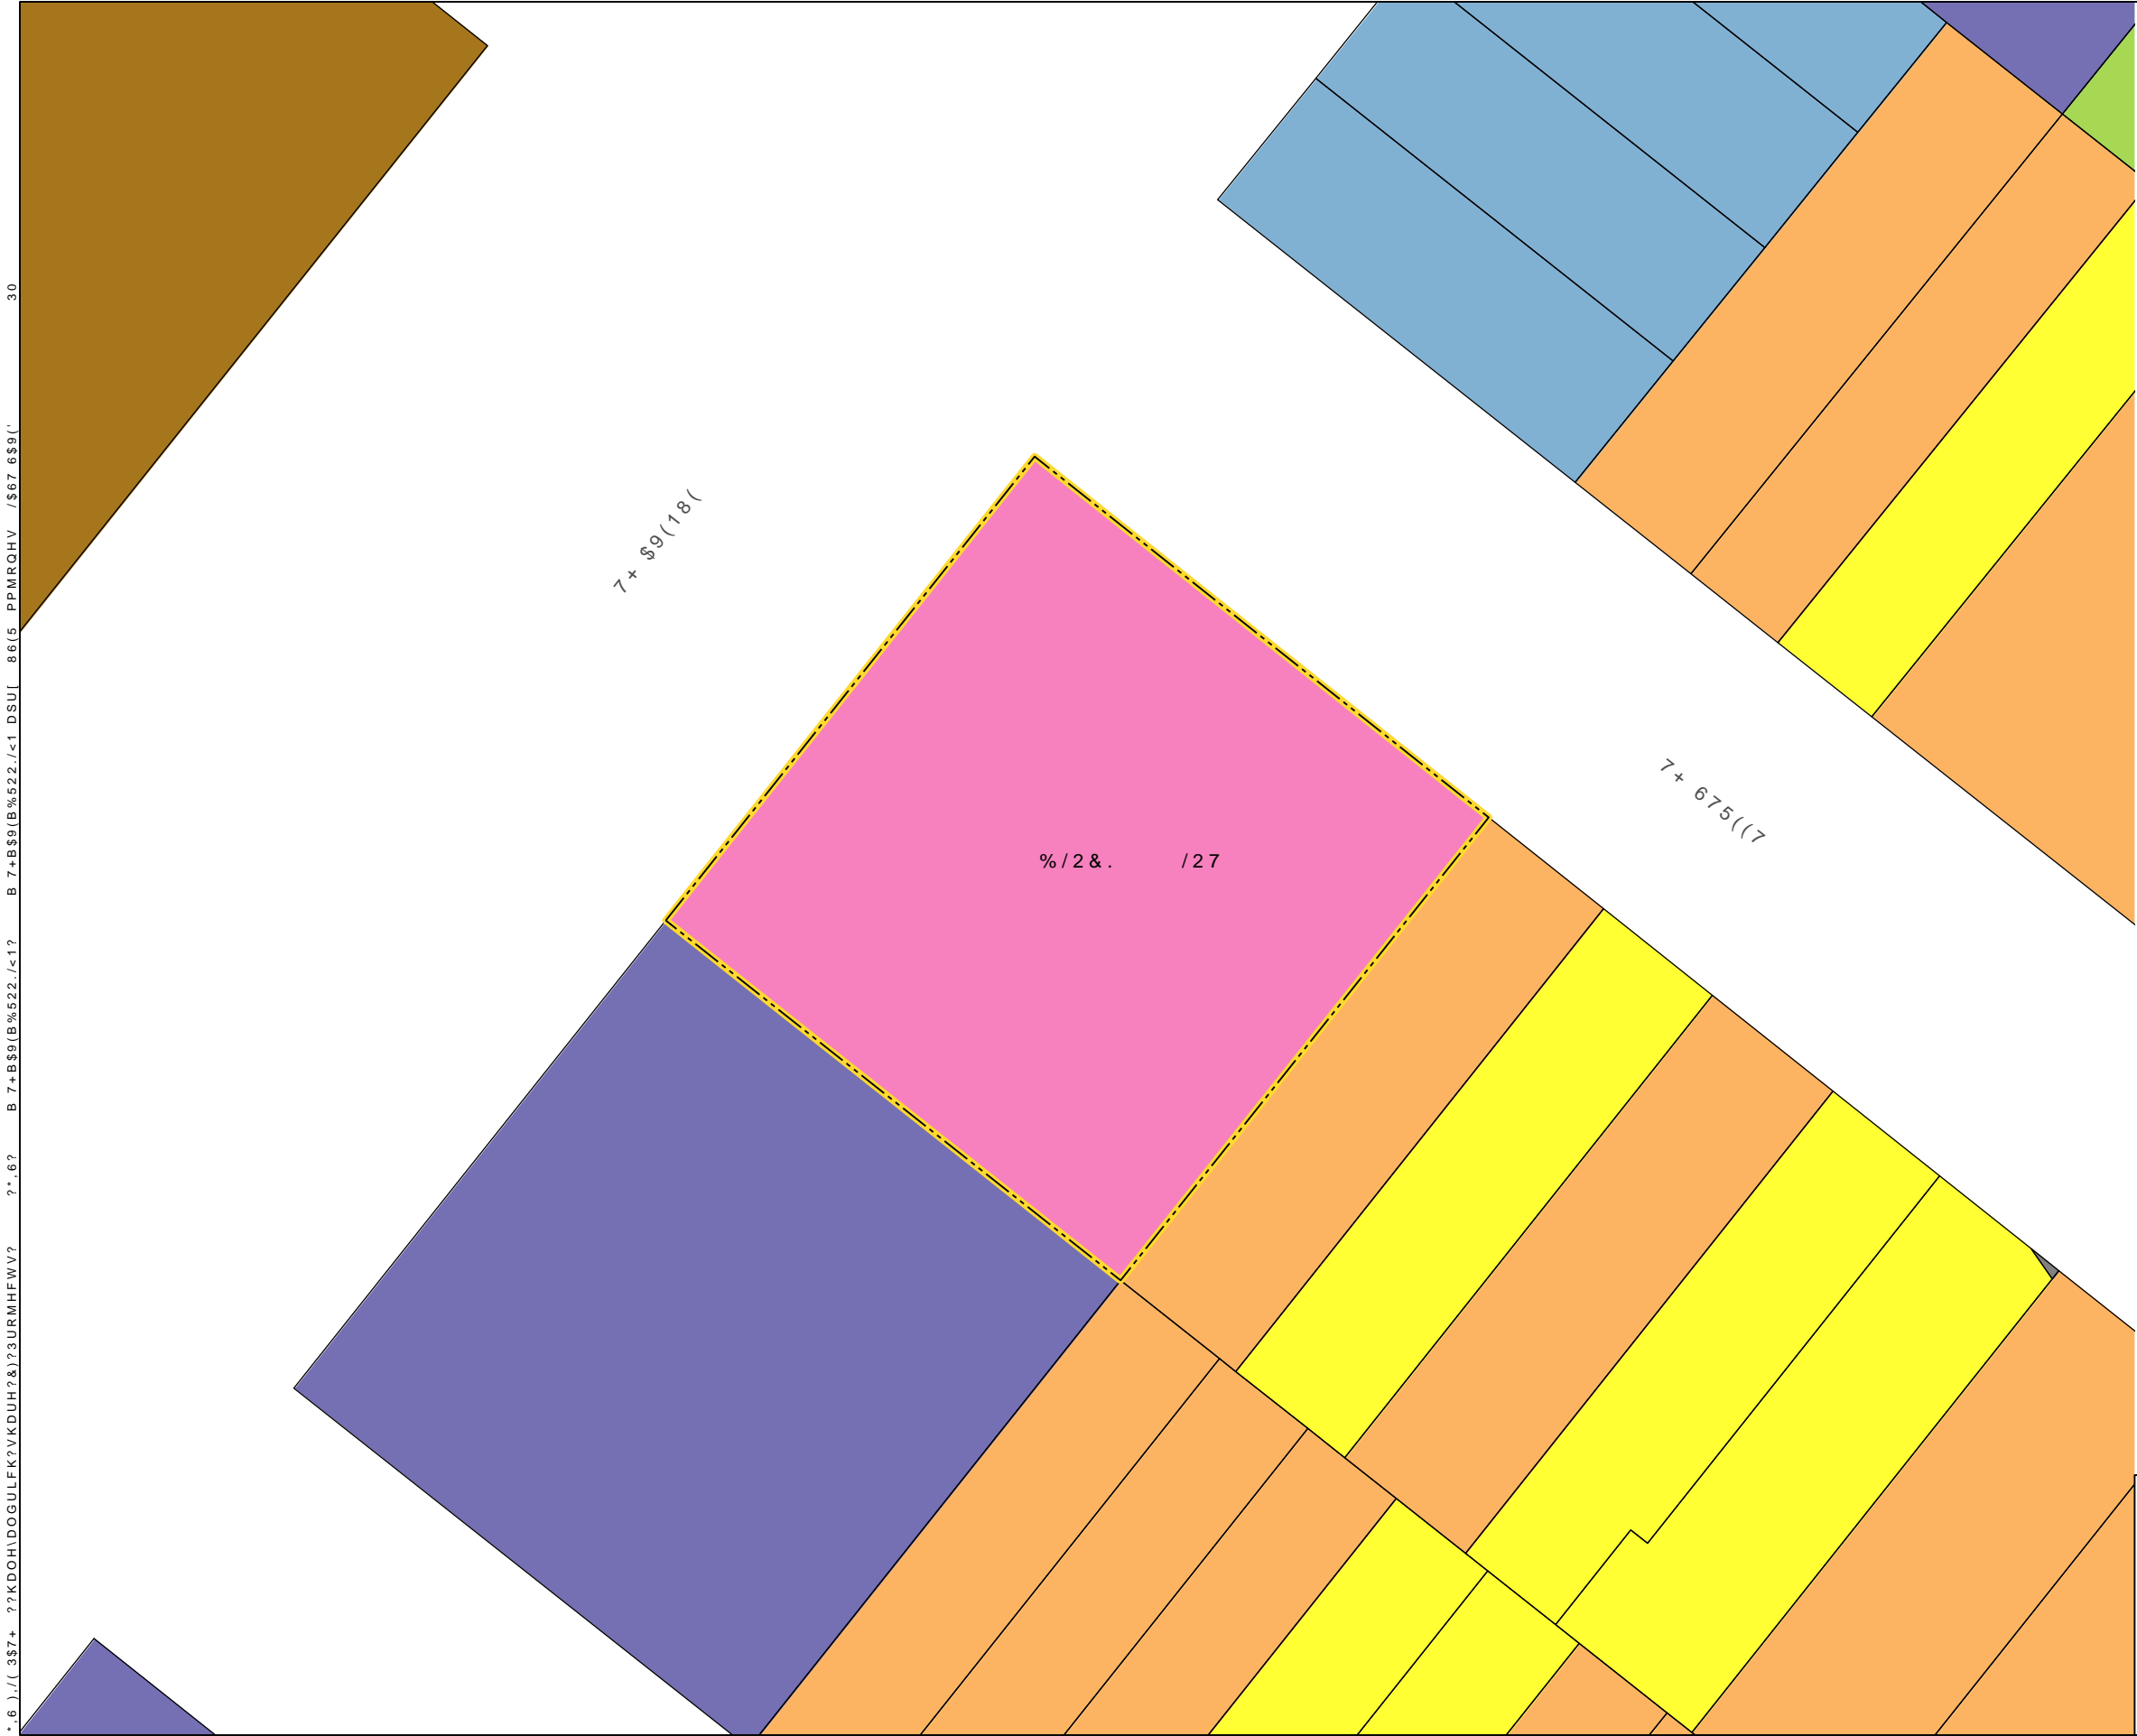 7+ $9(18(
7+ 675((7
%/2&. /27
*,6 ),/( 3$7+ ??KDOH\DOGULFK?VKDUH?&)?3URMHFWV? ?*,6? B 7+B$9(B%522./<1? B 7+B$9(B%522./<1 DSU[ 86(5 PPMRQHV /$67 6$9(' 30